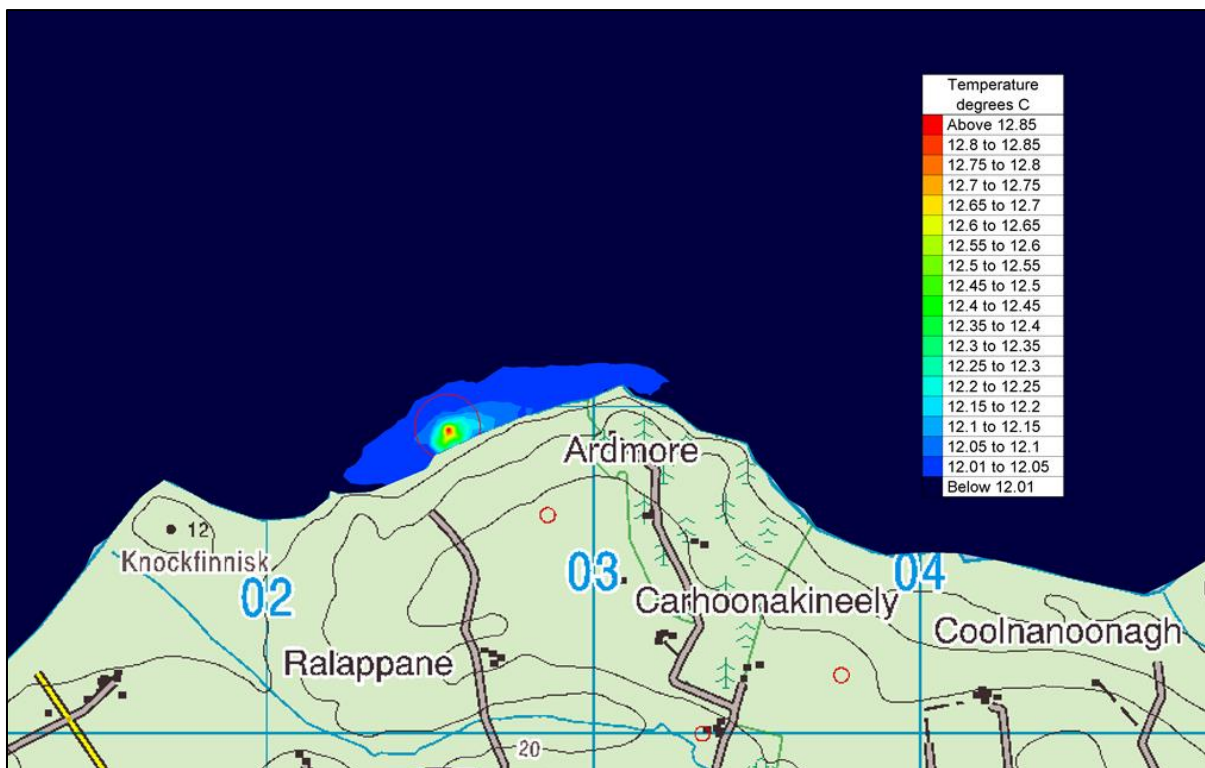 Temperature
degrees C
Above 12.85
12.8 to 12.85
12.75 to 12.8
12.7 to 12.75
12.65 to 12.7
12.6 to 12.65
12.55 to 12.6
12.5 to 12.55
12.45 to 12.5
12.4 to 12.45
12.35 to 12.4
12.3 to 12.35
12.25 to 12.3
12.2 to 12.25
12.15 to 12.2
12.1 to 12.15
12.05 to 12.1
12.01 to 12.05
Below 12.01
Ardmore
12
Knockfinnisk
02
03
04
Carhoonakineely
Coolnanoonagh
Ralappane
20